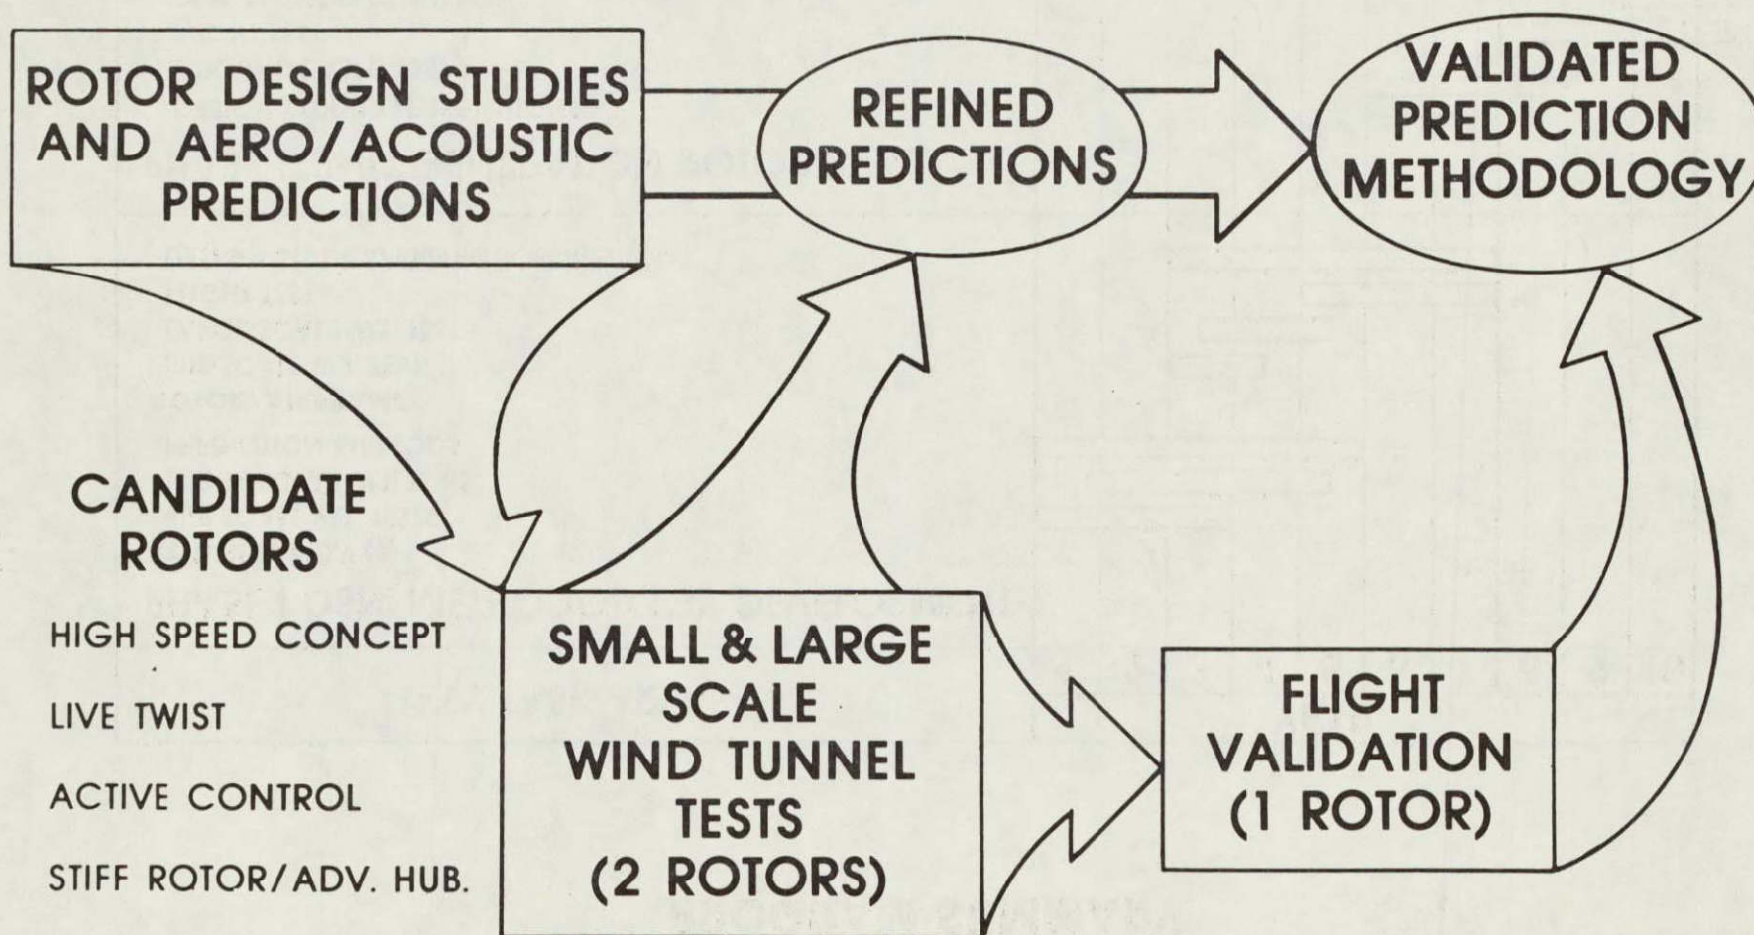 ROTOR DESIGN STUDIES
AND AERO/ACOUSTIC
PREDICTIONS
REFINED
PREDICTIONS
VALIDATED
PREDICTION
METHODOLOGY
CANDIDATE
ROTORS
HIGH SPEED CONCEPT
LIVE TWIST
ACTIVE CONTROL
STIFF ROTOR/ADV. HUB.
SMALL & LARGE
SCALE
WIND TUNNEL
TESTS
(2 ROTORS)
FLIGHT
VALIDATION
(1 ROTOR)